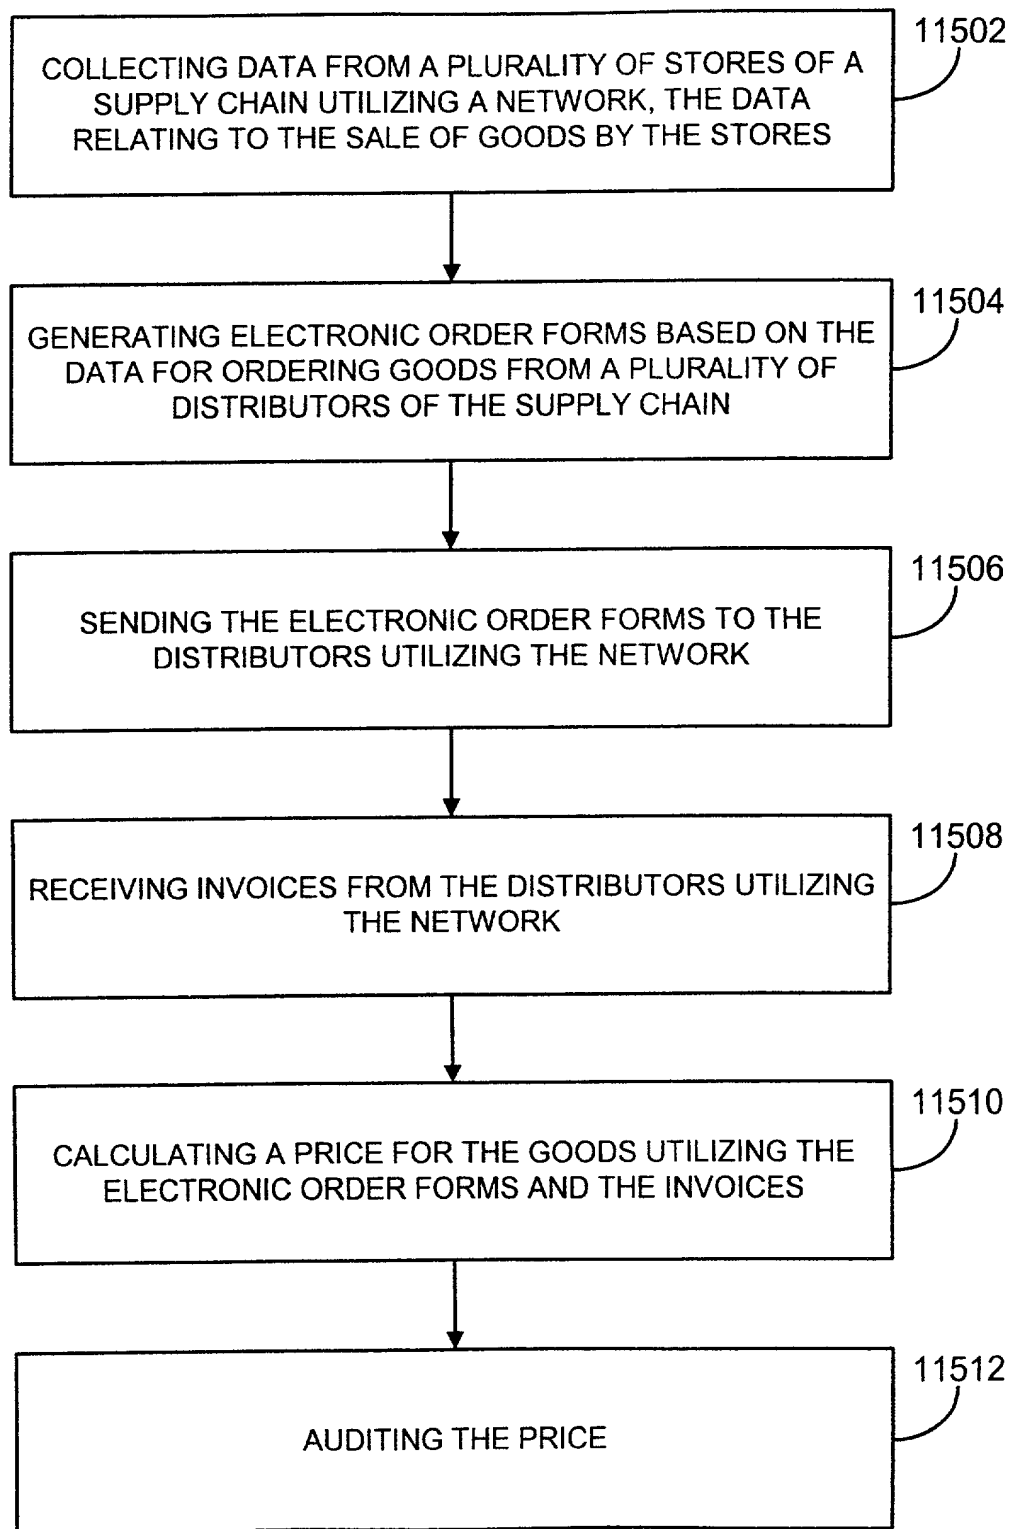 11502
COLLECTING DATA FROM A PLURALITY OF STORES OF A
SUPPLY CHAIN UTILIZING A NETWORK, THE DATA
RELATING TO THE SALE OF GOODS BY THE STORES
11504
GENERATING ELECTRONIC ORDER FORMS BASED ON THE
DATA FOR ORDERING GOODS FROM A PLURALITY OF
DISTRIBUTORS OF THE SUPPLY CHAIN
11506
SENDING THE ELECTRONIC ORDER FORMS TO THE
DISTRIBUTORS UTILIZING THE NETWORK
11508
RECEIVING INVOICES FROM THE DISTRIBUTORS UTILIZING
THE NETWORK
11510
CALCULATING A PRICE FOR THE GOODS UTILIZING THE
ELECTRONIC ORDER FORMS AND THE INVOICES
11512
AUDITING THE PRICE